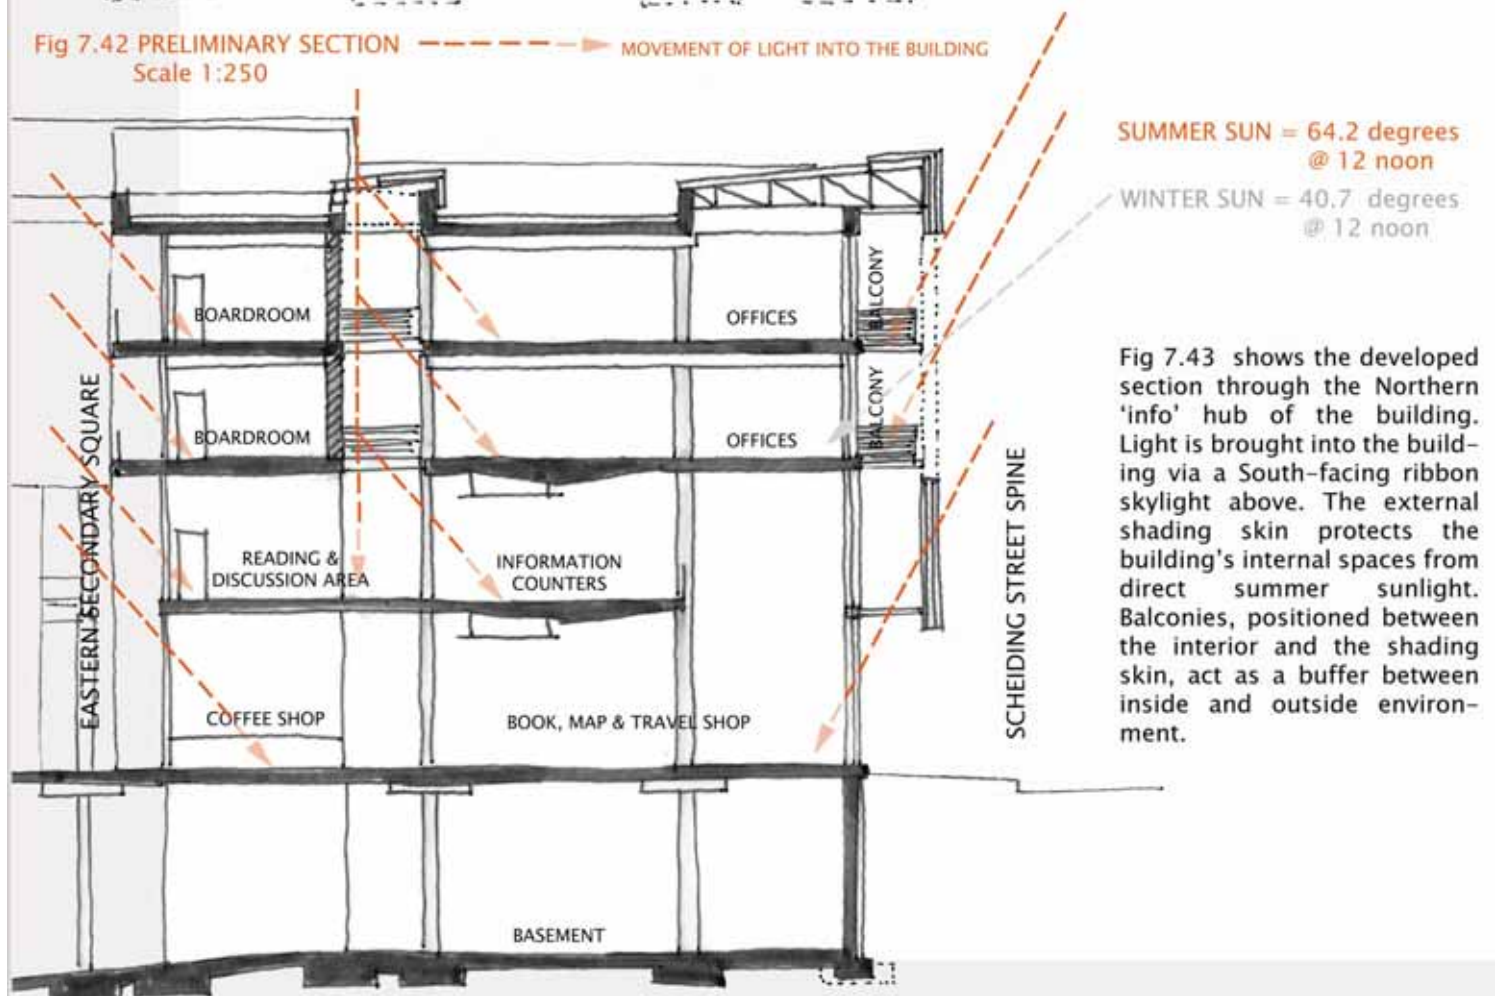 Fig 7.42 PRELIMINARY SECTION
Scale 1:250
MOVEMENT OF LIGHT INTO THE BUILDING
SUMMER SUN = 64.2 degrees
@ 12 noon
WINTER SUN = 40.7 degrees
@ 12 noon
BOARDROOM
OFFICES
BALCONY
BOARDROOM
OFFICES
BALCONY
EASTERN SECONDARY SQUARE
READING &
DISCUSSION AREA
INFORMATION
COUNTERS
SCHEIDING STREET SPINE
COFFEE SHOP
BOOK, MAP & TRAVEL SHOP
BASEMENT
Fig 7.43 shows the developed
section through the Northern
‘info’ hub of the building.
Light is brought into the build-
ing via a South-facing ribbon
skylight above. The external
shading skin protects the
building’s internal spaces from
direct summer sunlight.
Balconies, positioned between
the interior and the shading
skin, act as a buffer between
inside and outside environ-
ment.